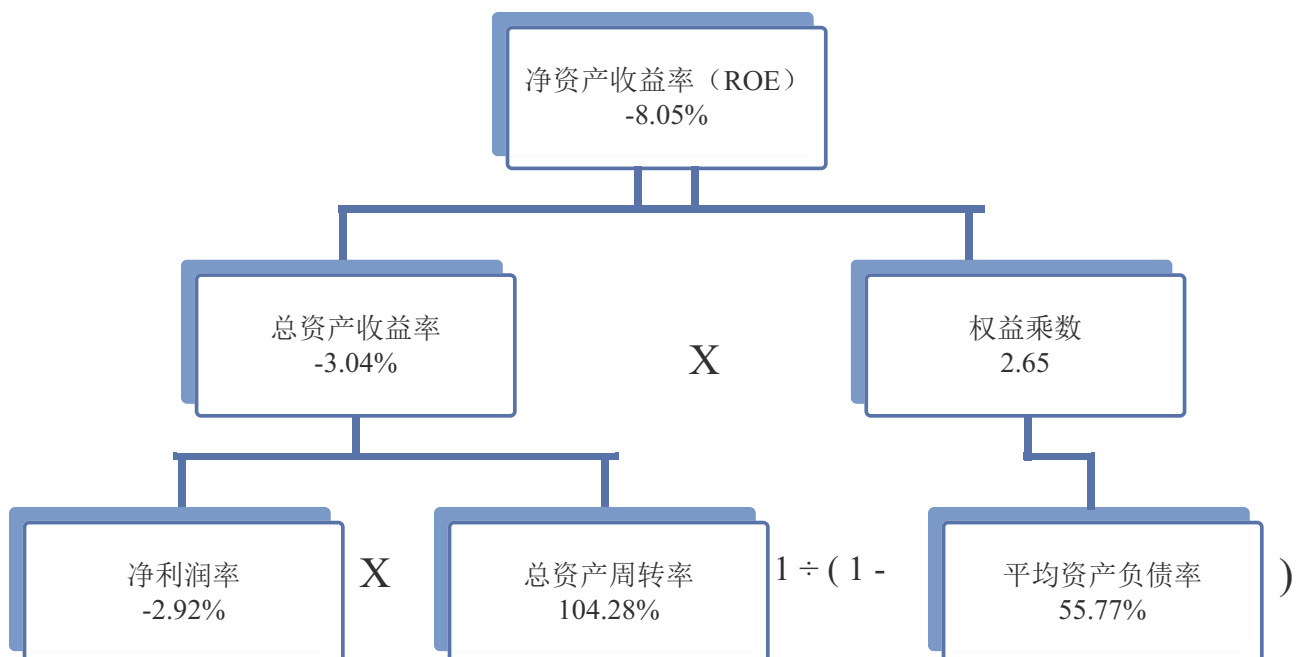 净资产收益率（ROE）
-8.05%
总资产收益率
-3.04%
X
权益乘数
2.65
净利润率
-2.92%
X
总资产周转率
104.28%
1 ÷ ( 1 -
平均资产负债率
55.77%
)